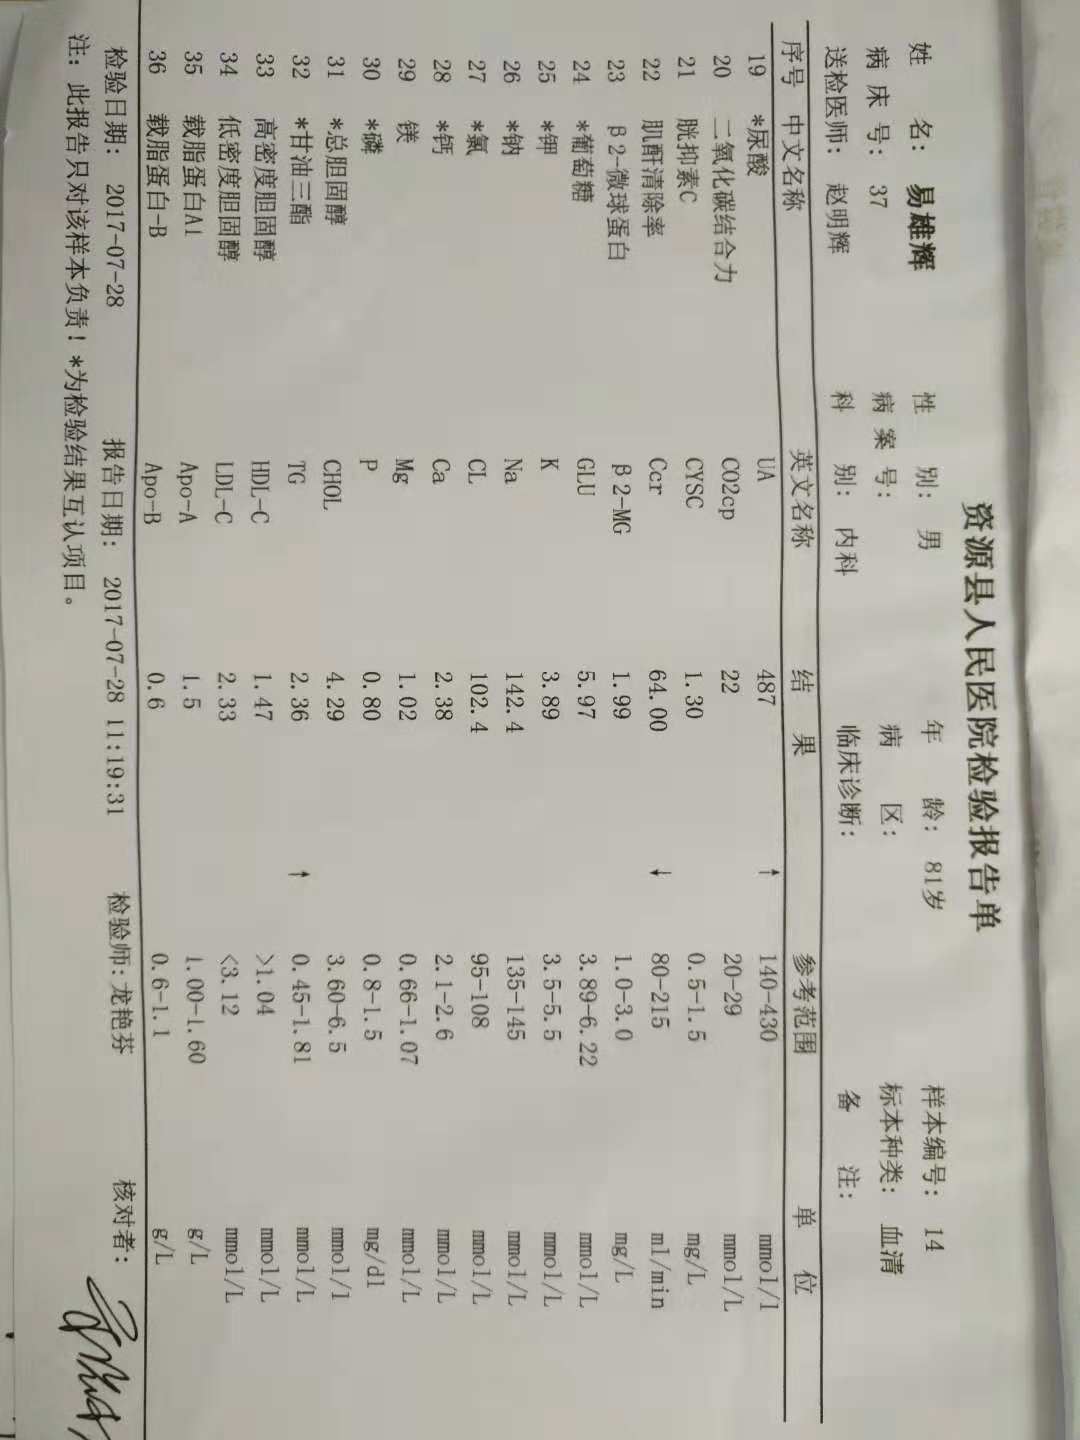 资源县人民医院检验报告单
姓 名: 易雄辉 性 别: 男 年 龄: 81岁 样本编号: 14
病 床 号: 37 病 案 号: 病 区: 标本种类: 血清
送检医师: 赵明辉 科 别: 内科 临床诊断: 备 注:
序号 中文名称 英文名称 结 果 参考范围 单 位
19 *尿酸 UA 487 ↑ 140-430 mmol/l
20 二氧化碳结合力 CO2cp 22 20-29 mmol/L
21 胱抑素C CYSC 1.30 0.5-1.5 mg/L
22 肌酐清除率 Ccr 64.00 ↓ 80-215 ml/min
23 β2-微球蛋白 β2-MG 1.99 1.0-3.0 mg/L
24 *葡萄糖 GLU 5.97 3.89-6.22 mmol/L
25 *钾 K 3.89 3.5-5.5 mmol/L
26 *钠 Na 142.4 135-145 mmol/L
27 *氯 CL 102.4 95-108 mmol/L
28 *钙 Ca 2.38 2.1-2.6 mmol/L
29 镁 Mg 1.02 0.66-1.07 mmol/L
30 *磷 P 0.80 0.8-1.5 mg/dl
31 *总胆固醇 CHOL 4.29 3.60-6.5 mmol/l
32 *甘油三酯 TG 2.36 ↑ 0.45-1.81 mmol/L
33 高密度胆固醇 HDL-C 1.47 >1.04 mmol/L
34 低密度胆固醇 LDL-C 2.33 <3.12 mmol/L
35 载脂蛋白A1 Apo-A 1.5 1.00-1.60 g/L
36 载脂蛋白-B Apo-B 0.6 0.6-1.1 g/L
检验日期: 2017-07-28 报告日期: 2017-07-28 11:19:31 检验师: 龙艳芬 核对者:
注: 此报告只对该样本负责! *为检验结果互认项目。